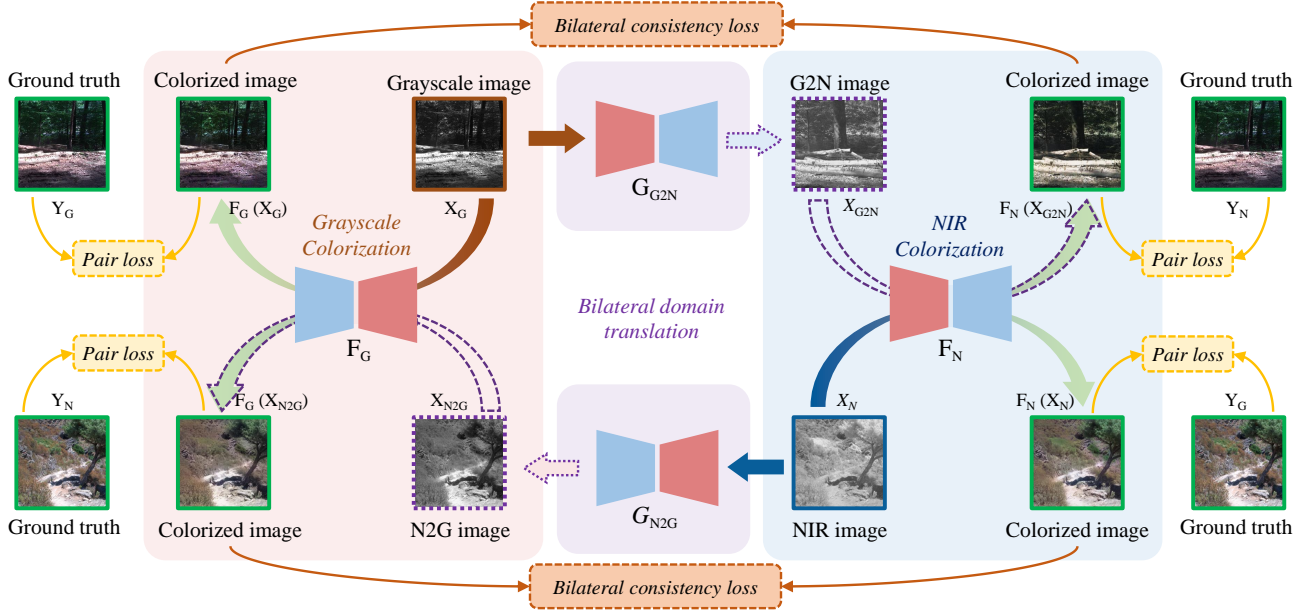 Bilateral consistency loss
Ground truth
Colorized image
Grayscale image
G2N image
Colorized image
Ground truth
G_G2N
Y_G
F_G (X_G)
X_G
X_G2N
F_N (X_G2N)
Y_N
Grayscale
Colorization
NIR
Colorization
Pair loss
Pair loss
Bilateral domain
translation
F_G
F_N
Pair loss
Pair loss
Y_N
F_G (X_N2G)
X_N2G
X_N
F_N (X_N)
Y_G
G_N2G
Ground truth
Colorized image
N2G image
NIR image
Colorized image
Ground truth
Bilateral consistency loss